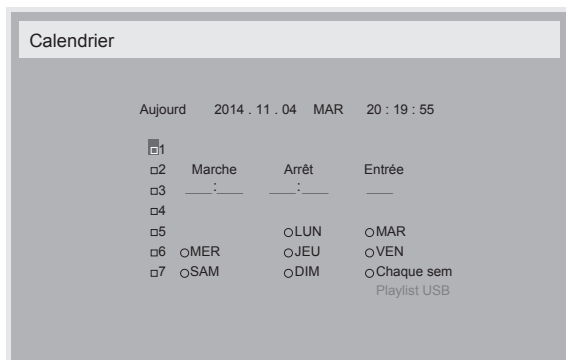 Calendrier
Aujourd 2014 . 11 . 04 MAR 20 : 19 : 55
1
2 Marche Arrêt Entrée
3 ___:___ ___:___ ___
4
5 LUN MAR
6 MER JEU VEN
7 SAM DIM Chaque sem
Playlist USB